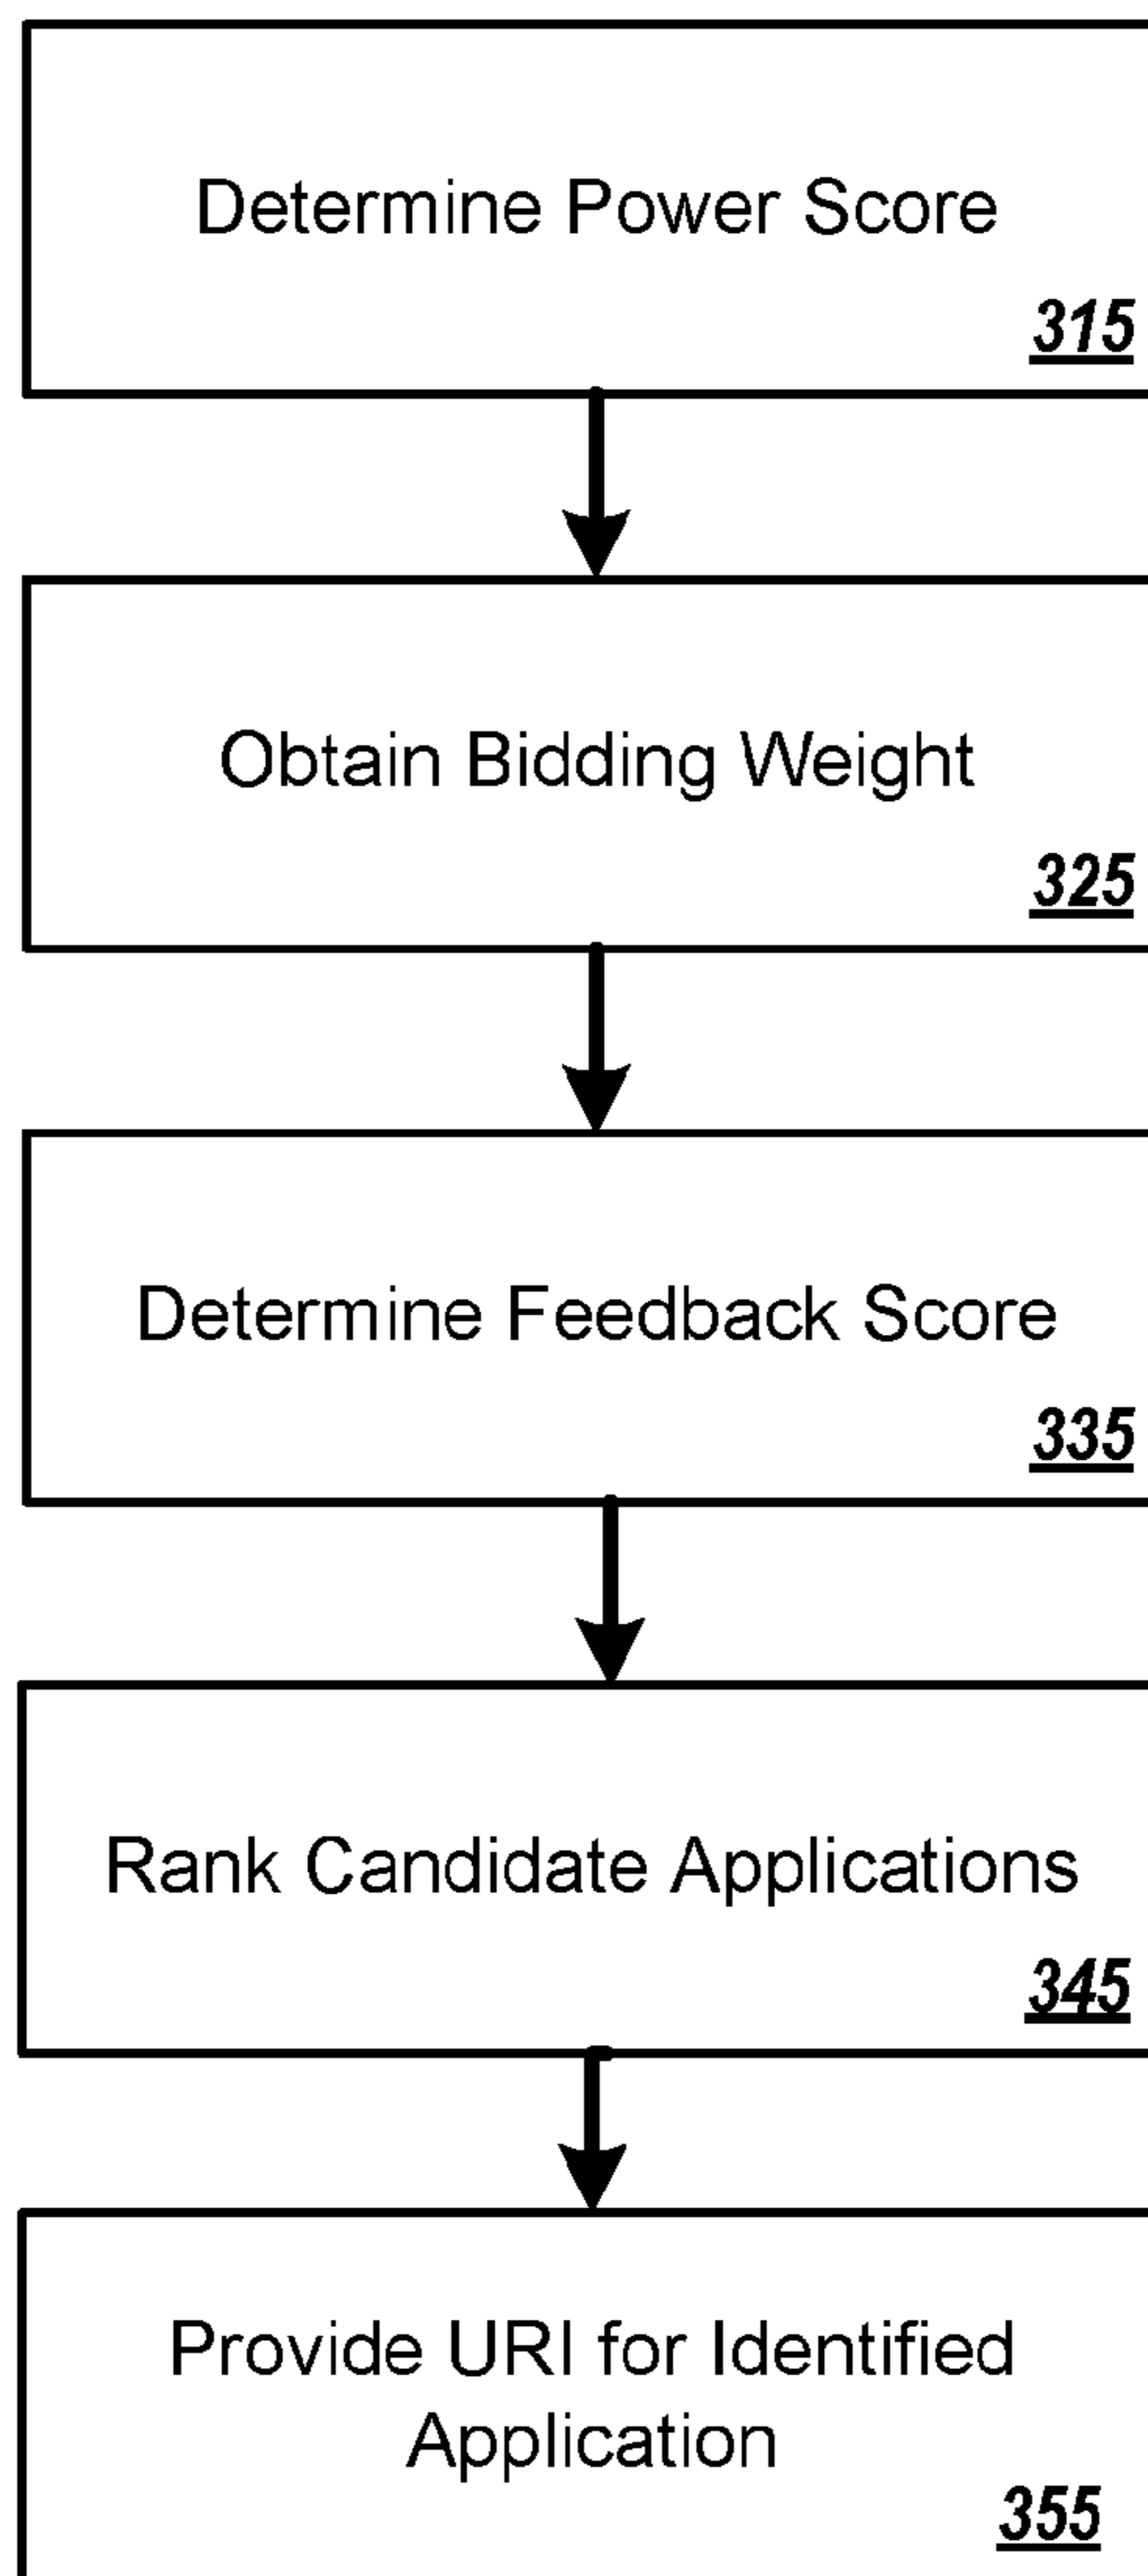 Determine Power Score
315
Obtain Bidding Weight
325
Determine Feedback Score
335
Rank Candidate Applications
345
Provide URI for Identified
Application
355